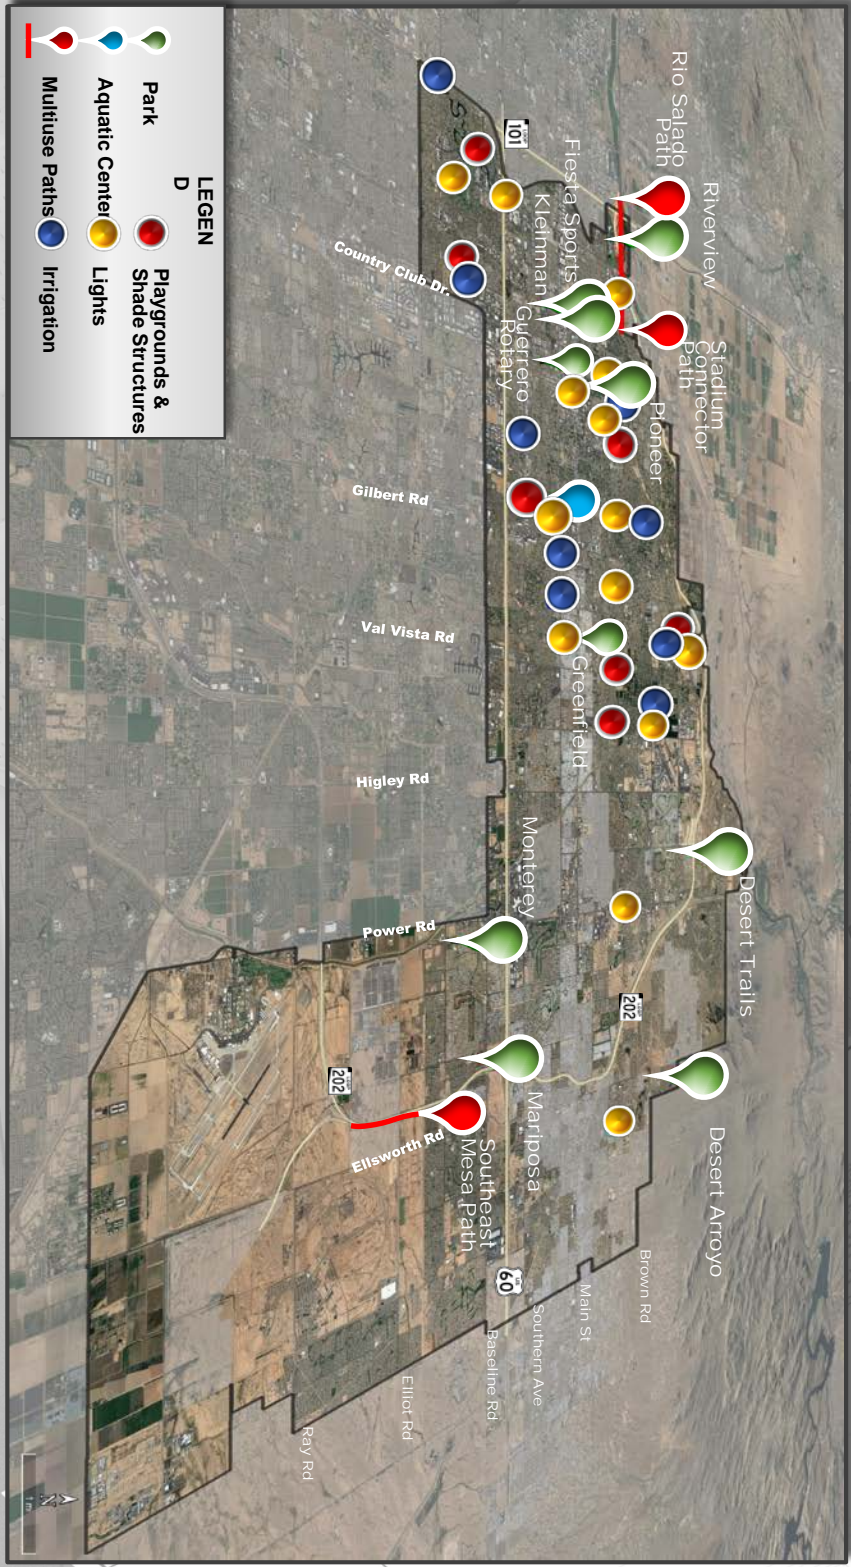 Rio Salado
Path
Riverview
LOOP
101
Fiesta Sports
Kleinman
Stadium
Connector
Path
Guerrero
Rotary
Pioneer
Country Club Dr.
Gilbert Rd
Val Vista Rd
Greenfield
Higley Rd
Monterey
Desert Trails
Power Rd
202
202
Mariposa
Desert Arroyo
Ellsworth Rd
Southeast
Mesa Path
60
Brown Rd
Main St
Southern Ave
Baseline Rd
Elliot Rd
Ray Rd
LEGEN
D
Park
Aquatic Center
Multiuse Paths
Playgrounds &
Shade Structures
Lights
Irrigation
N